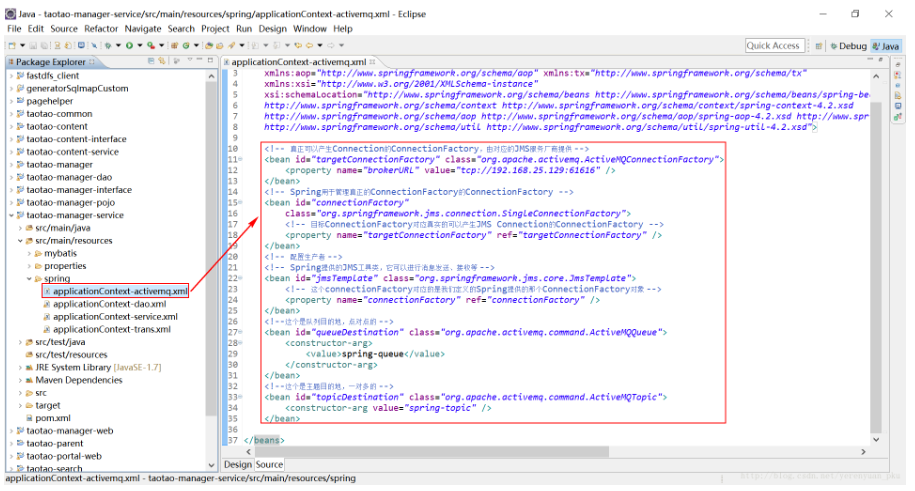 Java - taotao-manager-service/src/main/resources/spring/applicationContext-activemq.xml - Eclipse
File Edit Source Refactor Navigate Search Project Run Design Window Help
Quick Access
Debug
Java
Package Explorer
fastdfs_client
generatorSqlmapCustom
pagehelper
taotao-common
taotao-content
taotao-content-interface
taotao-content-service
taotao-manager
taotao-manager-dao
taotao-manager-interface
taotao-manager-pojo
taotao-manager-service
src/main/java
src/main/resources
mybatis
properties
spring
applicationContext-activemq.xml
applicationContext-dao.xml
applicationContext-service.xml
applicationContext-trans.xml
src/test/java
src/test/resources
JRE System Library [JavaSE-1.7]
Maven Dependencies
src
target
pom.xml
taotao-manager-web
taotao-parent
taotao-portal-web
taotao-search
applicationContext-activemq.xml
3 xmlns:aop="http://www.springframework.org/schema/aop" xmlns:tx="http://www.springframework.org/schema/tx"
4 xmlns:xsi="http://www.w3.org/2001/XMLSchema-instance"
5 xsi:schemaLocation="http://www.springframework.org/schema/beans http://www.springframework.org/schema/beans/spring-be
6 http://www.springframework.org/schema/context http://www.springframework.org/schema/context/spring-context-4.2.xsd
7 http://www.springframework.org/schema/aop http://www.springframework.org/schema/aop/spring-aop-4.2.xsd http://www.spr
8 http://www.springframework.org/schema/util http://www.springframework.org/schema/util/spring-util-4.2.xsd">
9
10 <!-- 真正可以产生Connection的ConnectionFactory，由对应的JMS服务厂商提供 -->
11 <bean id="targetConnectionFactory" class="org.apache.activemq.ActiveMQConnectionFactory">
12 <property name="brokerURL" value="tcp://192.168.25.129:61616" />
13 </bean>
14 <!-- Spring用于管理真正的ConnectionFactory的ConnectionFactory -->
15 <bean id="connectionFactory"
16 class="org.springframework.jms.connection.SingleConnectionFactory">
17 <!-- 目标ConnectionFactory对应真实的可以产生JMS Connection的ConnectionFactory -->
18 <property name="targetConnectionFactory" ref="targetConnectionFactory" />
19 </bean>
20 <!-- 配置生产者 -->
21 <!-- Spring提供的JMS工具类，它可以进行消息发送、接收等 -->
22 <bean id="jmsTemplate" class="org.springframework.jms.core.JmsTemplate">
23 <!-- 这个connectionFactory对应的是我们定义的Spring提供的那个ConnectionFactory对象 -->
24 <property name="connectionFactory" ref="connectionFactory" />
25 </bean>
26 <!--这个是队列目的地，点对点的 -->
27 <bean id="queueDestination" class="org.apache.activemq.command.ActiveMQQueue">
28 <constructor-arg>
29 <value>spring-queue</value>
30 </constructor-arg>
31 </bean>
32 <!--这个是主题目的地，一对多的 -->
33 <bean id="topicDestination" class="org.apache.activemq.command.ActiveMQTopic">
34 <constructor-arg value="spring-topic" />
35 </bean>
36
37 </beans>
Design Source
applicationContext-activemq.xml - taotao-manager-service/src/main/resources/spring